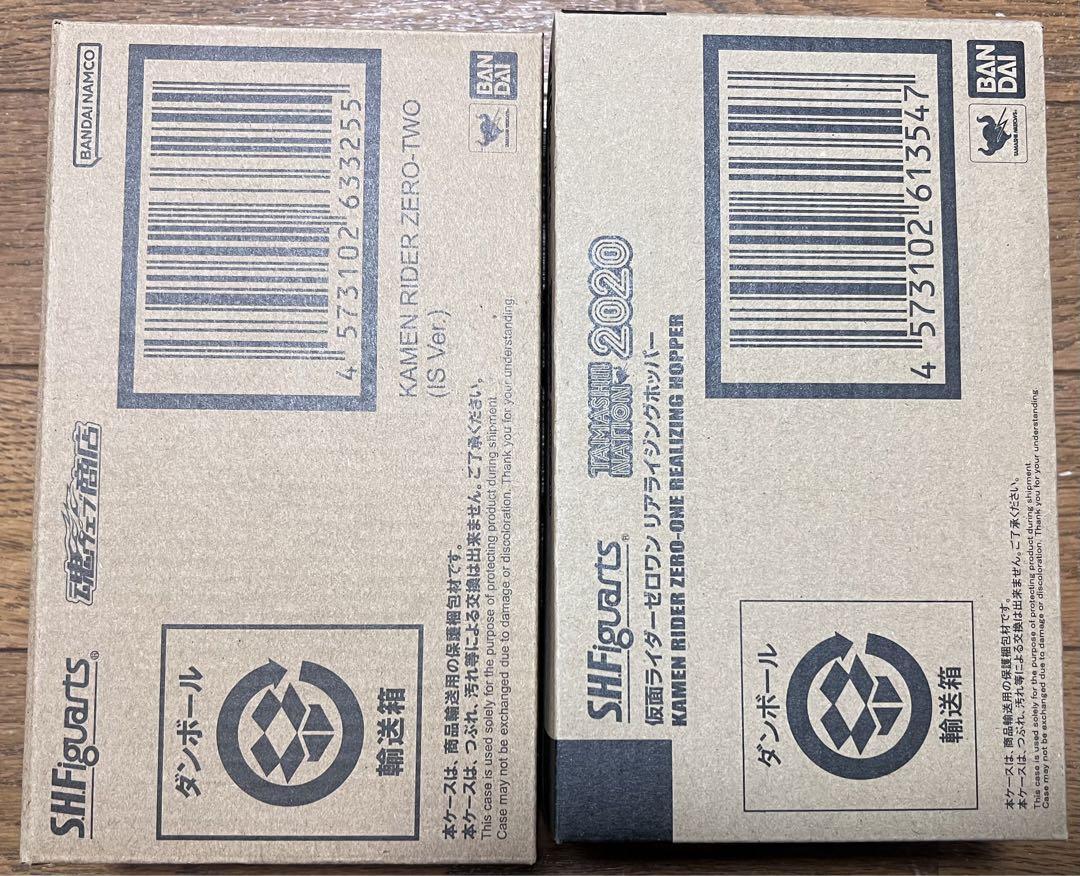 S.H.Figuarts®
魂ウェブ商店
BANDAI NAMCO
ダンボール
輸送箱
4 573102 633255
KAMEN RIDER ZERO-TWO
(IS Ver.)
BAN
DAI
TAMASHII NATIONS
本ケースは、商品輸送用の保護梱包材です。
本ケースは、つぶれ、汚れ等による交換は出来ません。ご了承ください。
This case is used solely for the purpose of protecting product during shipment.
Case may not be exchanged due to damage or discoloration. Thank you for your understanding.
S.H.Figuarts®
TAMASHII
NATION
2020
仮面ライダーゼロワン リアライジングホッパー
KAMEN RIDER ZERO-ONE REALIZING HOPPER
ダンボール
輸送箱
4 573102 613547
BAN
DAI
TAMASHII NATIONS
本ケースは、商品輸送用の保護梱包材です。
本ケースは、つぶれ、汚れ等による交換は出来ません。ご了承ください。
This case is used solely for the purpose of protecting product during shipment.
Case may not be exchanged due to damage or discoloration. Thank you for your understanding